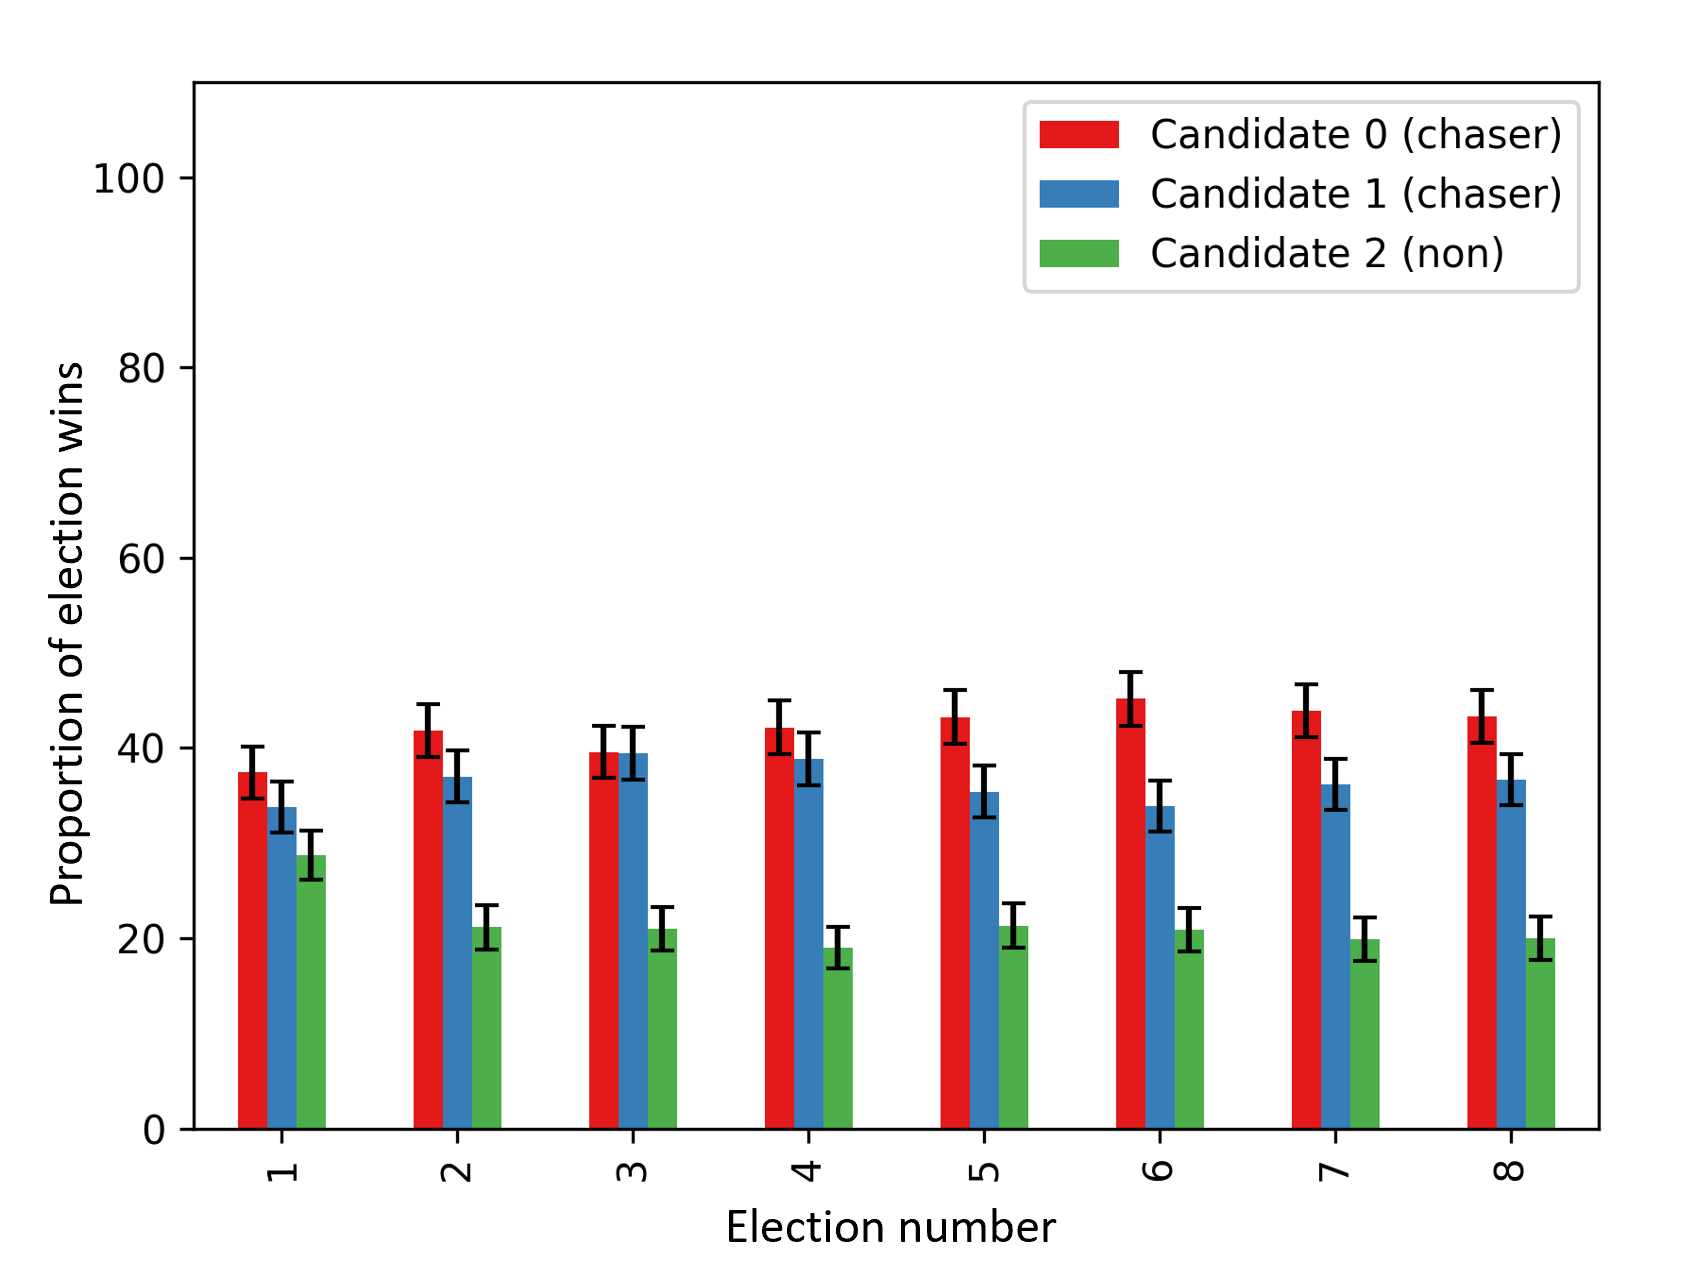 Candidate 0 (chaser)
Candidate 1 (chaser)
Candidate 2 (non)
Proportion of election wins
100
80
60
40
20
0
1 2 3 4 5 6 7 8
Election number